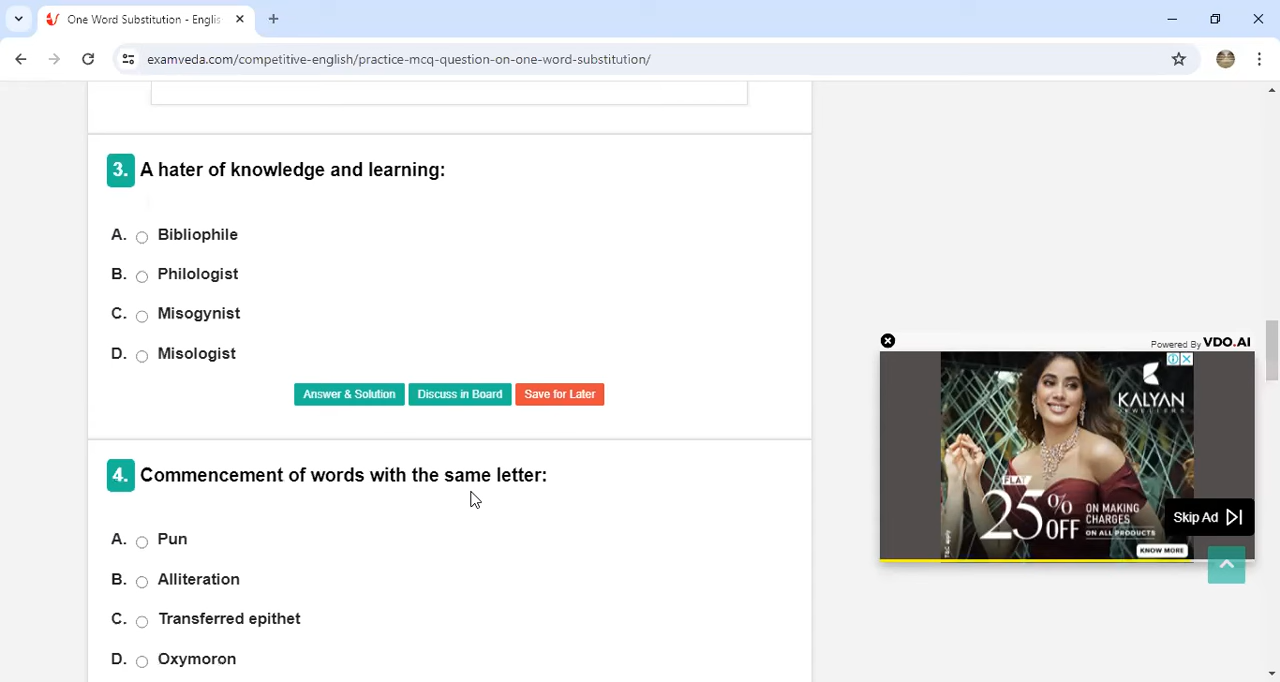 One Word Substitution - Englis
examveda.com/competitive-english/practice-mcq-question-on-one-word-substitution/
3. A hater of knowledge and learning:
A. Bibliophile
B. Philologist
C. Misogynist
D. Misologist
Answer & Solution Discuss in Board Save for Later
4. Commencement of words with the same letter:
A. Pun
B. Alliteration
C. Transferred epithet
D. Oxymoron
Powered By VDO.AI
KALYAN
JEWELLERS
FLAT
25% OFF
ON MAKING
CHARGES
ON ALL PRODUCTS
T&C apply
KNOW MORE
Skip Ad